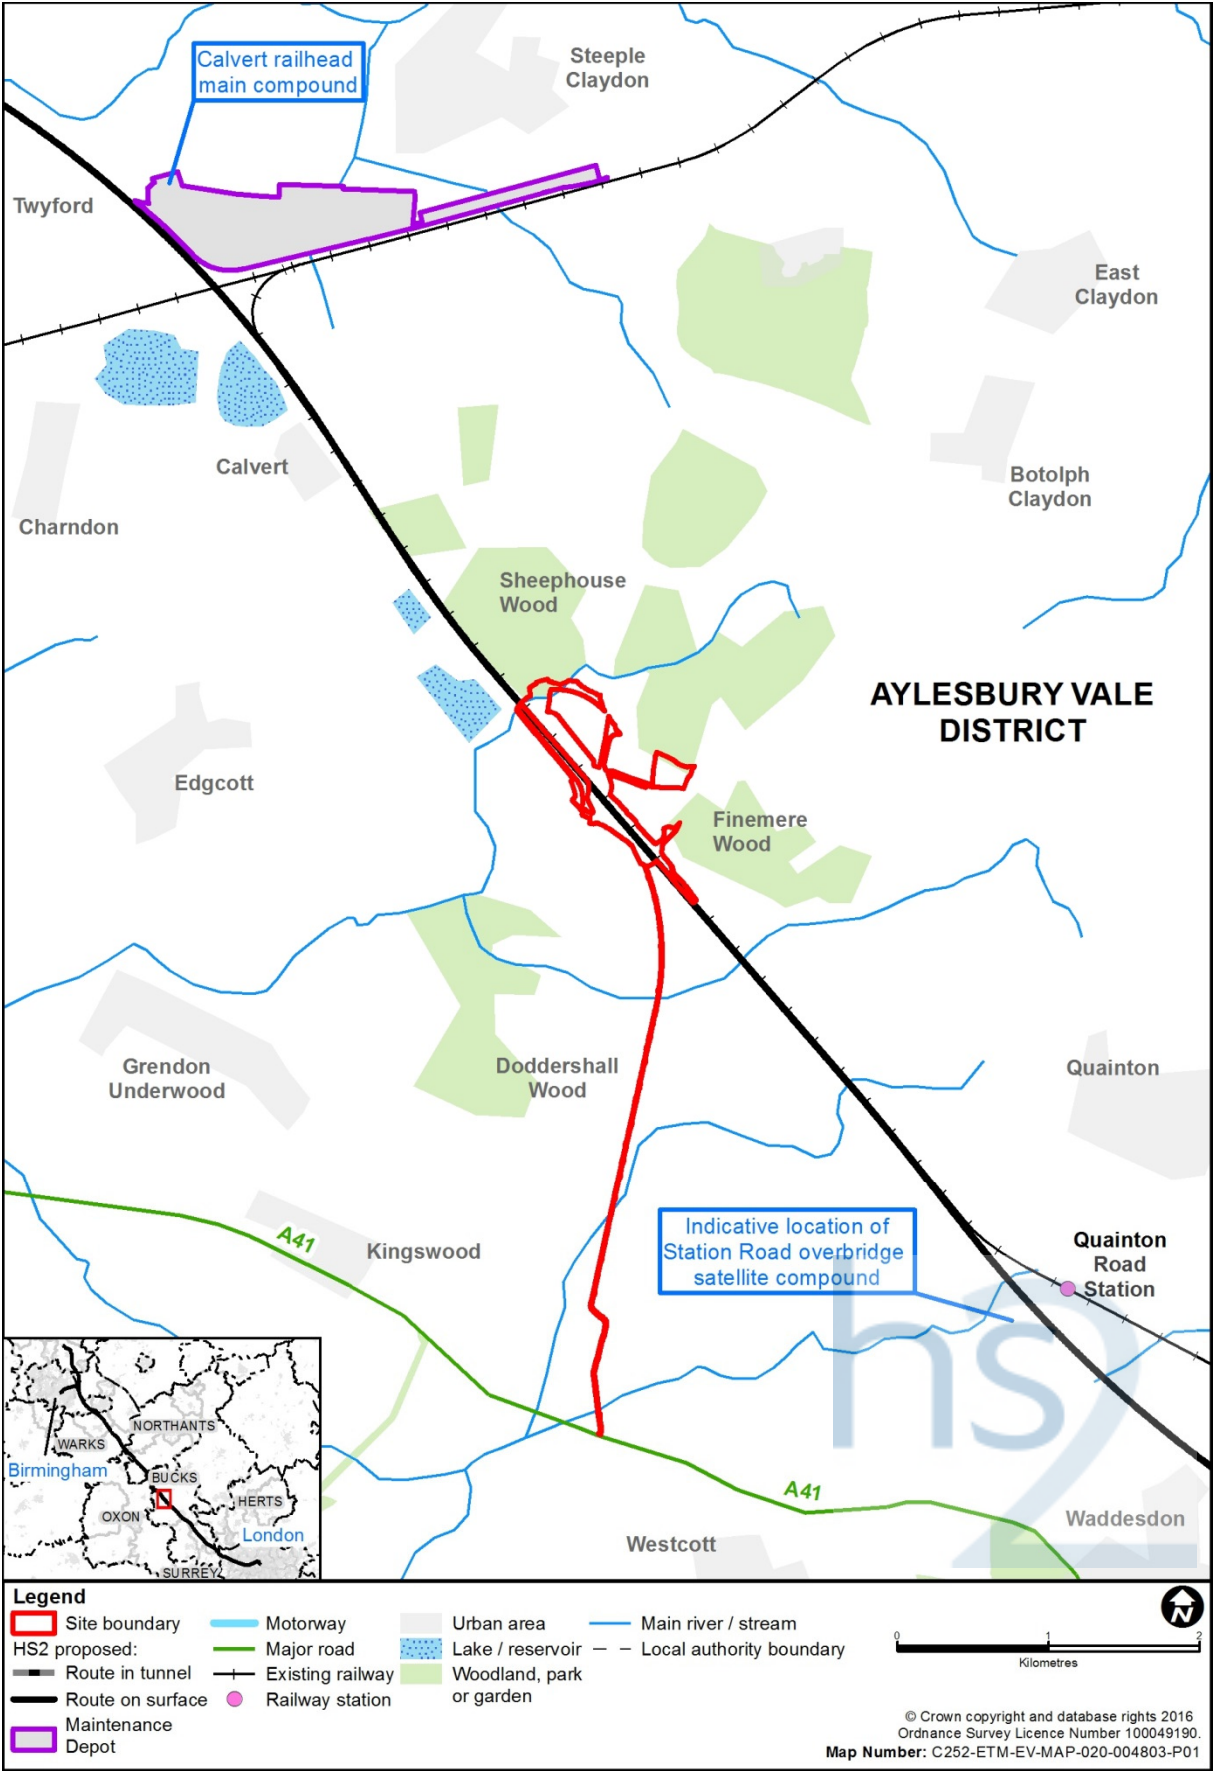 Calvert railhead
main compound
Steeple
Claydon
Twyford
East
Claydon
Calvert
Botolph
Claydon
Charndon
Sheephouse
Wood
AYLESBURY VALE
DISTRICT
Edgcott
Finemere
Wood
Grendon
Underwood
Doddershall
Wood
Quainton
A41
Kingswood
Indicative location of
Station Road overbridge
satellite compound
Quainton
Road
Station
hs2
A41
Westcott
Waddesdon
NORTHANTS
WARKS
Birmingham
BUCKS
HERTS
OXON
London
SURREY
Legend
Site boundary
HS2 proposed:
Route in tunnel
Route on surface
Maintenance
Depot
Motorway
Major road
Existing railway
Railway station
Urban area
Lake / reservoir
Woodland, park
or garden
Main river / stream
Local authority boundary
N
0 1 2
Kilometres
© Crown copyright and database rights 2016
Ordnance Survey Licence Number 100049190.
Map Number: C252-ETM-EV-MAP-020-004803-P01